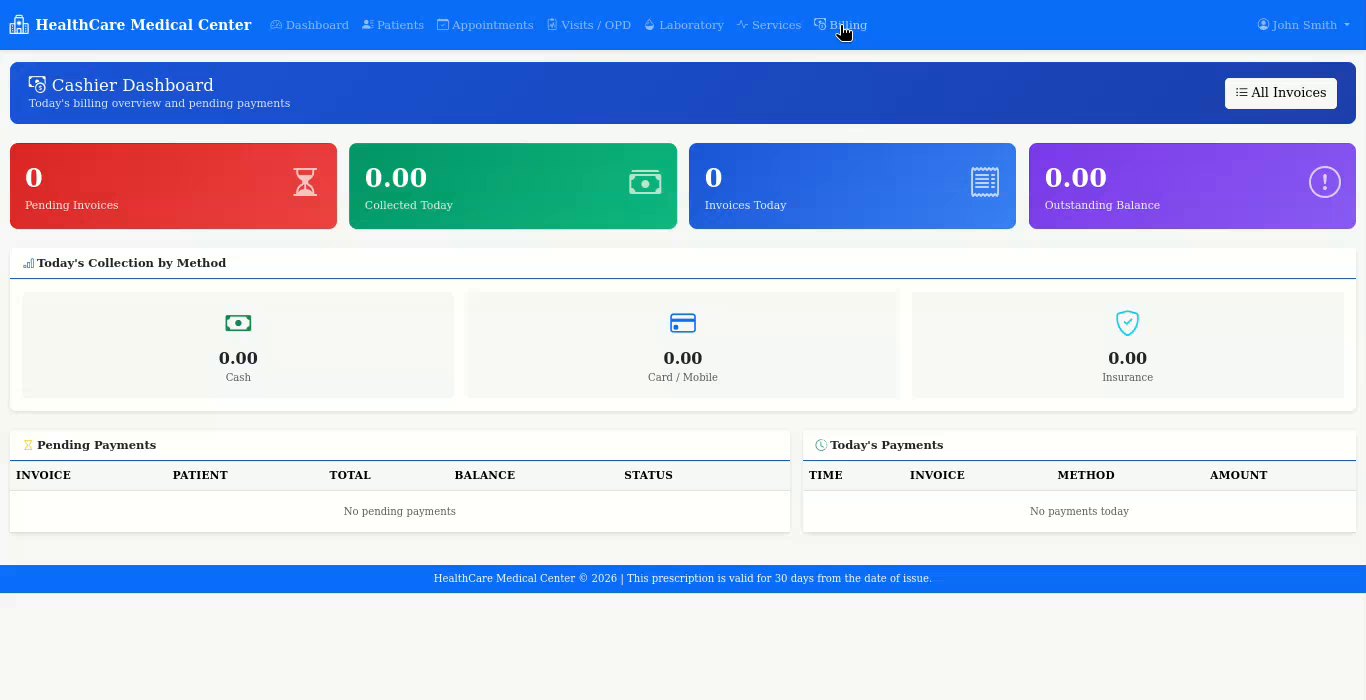 HealthCare Medical Center Dashboard Patients Appointments Visits / OPD Laboratory Services Billing John Smith
Cashier Dashboard
Today's billing overview and pending payments
All Invoices
0
Pending Invoices
0.00
Collected Today
0
Invoices Today
0.00
Outstanding Balance
Today's Collection by Method
0.00
Cash
0.00
Card / Mobile
0.00
Insurance
Pending Payments
INVOICE PATIENT TOTAL BALANCE STATUS
No pending payments
Today's Payments
TIME INVOICE METHOD AMOUNT
No payments today
HealthCare Medical Center © 2026 | This prescription is valid for 30 days from the date of issue.